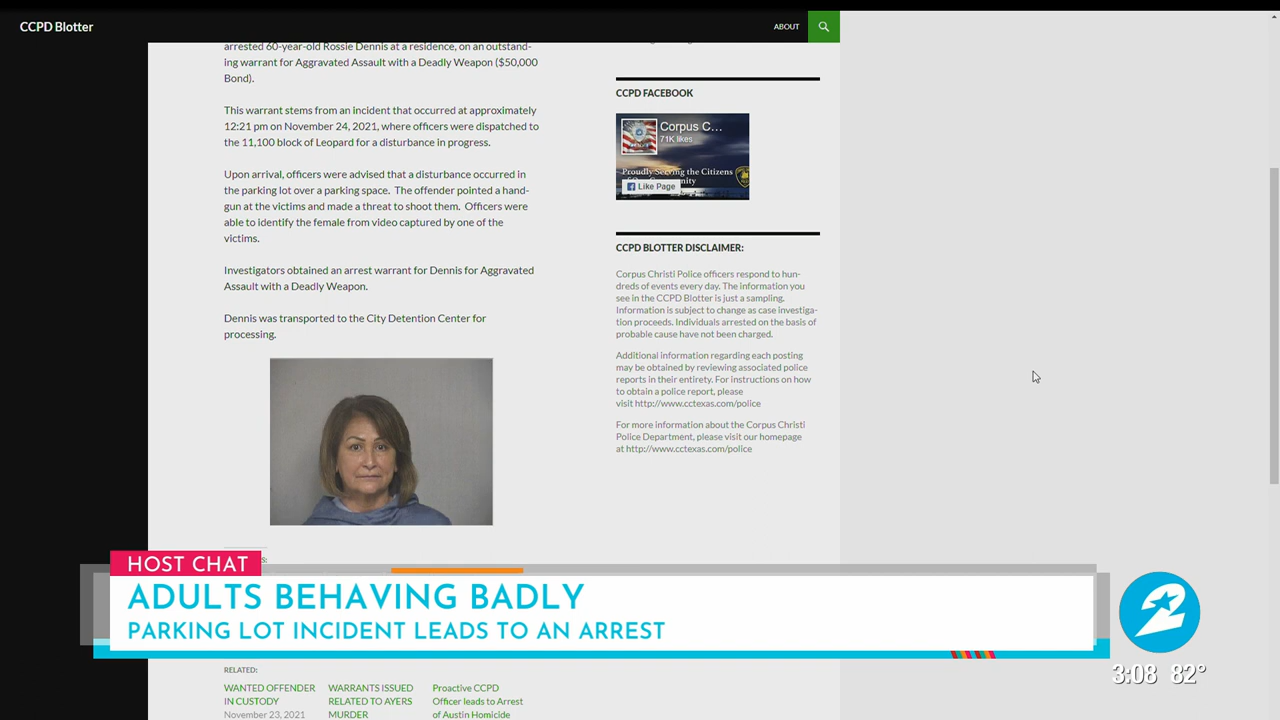 CCPD Blotter
ABOUT
arrested 60-year-old Rossie Dennis at a residence, on an outstand-
ing warrant for Aggravated Assault with a Deadly Weapon ($50,000
Bond).
This warrant stems from an incident that occurred at approximately
12:21 pm on November 24, 2021, where officers were dispatched to
the 11,100 block of Leopard for a disturbance in progress.
Upon arrival, officers were advised that a disturbance occurred in
the parking lot over a parking space. The offender pointed a hand-
gun at the victims and made a threat to shoot them. Officers were
able to identify the female from video captured by one of the
victims.
Investigators obtained an arrest warrant for Dennis for Aggravated
Assault with a Deadly Weapon.
Dennis was transported to the City Detention Center for
processing.
CCPD FACEBOOK
Corpus C...
71K likes
Proudly Serving the Citizens
Like Page
CCPD BLOTTER DISCLAIMER:
Corpus Christi Police officers respond to hun-
dreds of events every day. The information you
see in the CCPD Blotter is just a sampling.
Information is subject to change as case investiga-
tion proceeds. Individuals arrested on the basis of
probable cause have not been charged.
Additional information regarding each posting
may be obtained by reviewing associated police
reports in their entirety. For instructions on how
to obtain a police report, please
visit http://www.cctexas.com/police
For more information about the Corpus Christi
Police Department, please visit our homepage
at http://www.cctexas.com/police
HOST CHAT
ADULTS BEHAVING BADLY
PARKING LOT INCIDENT LEADS TO AN ARREST
2
3:08 82°
RELATED:
WANTED OFFENDER
IN CUSTODY
November 23, 2021
WARRANTS ISSUED
RELATED TO AYERS
MURDER
Proactive CCPD
Officer leads to Arrest
of Austin Homicide